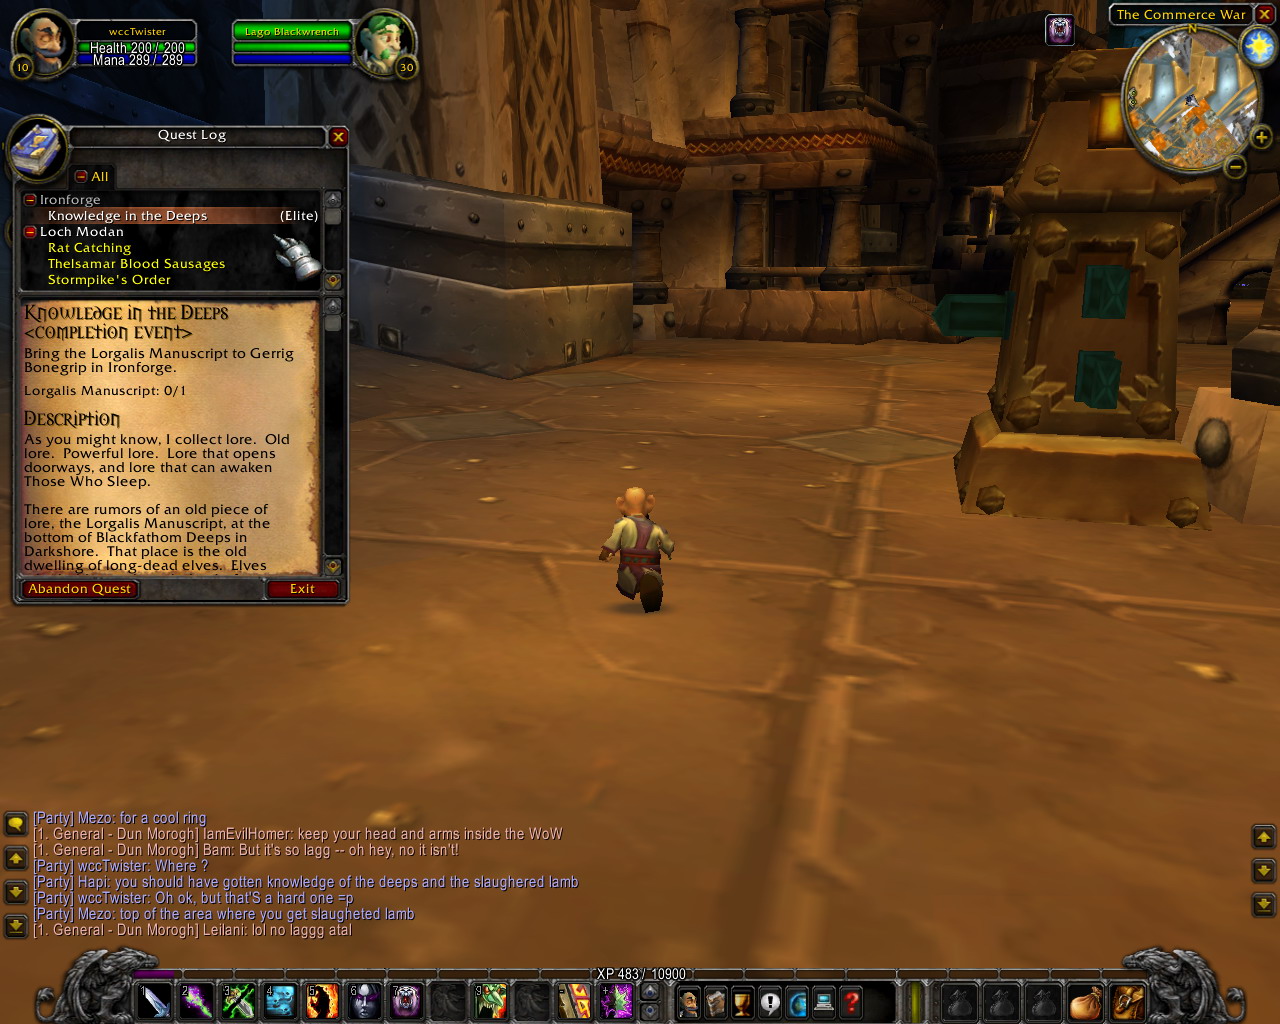 wccTwister
Health 200 / 200
Mana 289 / 289
10
Lago Blackwrench
30
The Commerce War
N
Quest Log
All
Ironforge
Knowledge in the Deeps (Elite)
Loch Modan
Rat Catching
Thelsamar Blood Sausages
Stormpike's Order
Knowledge in the Deeps
<completion event>
Bring the Lorgalis Manuscript to Gerrig
Bonegrip in Ironforge.
Lorgalis Manuscript: 0/1
Description
As you might know, I collect lore. Old
lore. Powerful lore. Lore that opens
doorways, and lore that can awaken
Those Who Sleep.
There are rumors of an old piece of
lore, the Lorgalis Manuscript, at the
bottom of Blackfathom Deeps in
Darkshore. That place is the old
dwelling of long-dead elves. Elves
Abandon Quest
Exit
[Party] Mezo: for a cool ring
[1. General - Dun Morogh] IamEvilHomer: keep your head and arms inside the WoW
[1. General - Dun Morogh] Bam: But it's so lagg -- oh hey, no it isn't!
[Party] wccTwister: Where ?
[Party] Hapi: you should have gotten knowledge of the deeps and the slaughered lamb
[Party] wccTwister: Oh ok, but that'S a hard one =p
[Party] Mezo: top of the area where you get slaugheted lamb
[1. General - Dun Morogh] Leilani: lol no laggg atal
XP 483 / 10900
1 2 3 4 5 6 7 9 - +